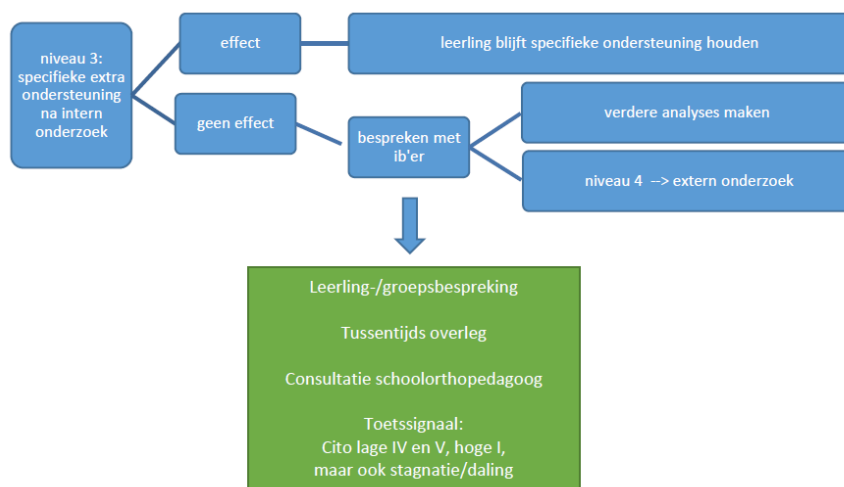 niveau 3:
specifieke extra
ondersteuning
na intern
onderzoek
effect
leerling blijft specifieke ondersteuning houden
geen effect
bespreken met
ib'er
verdere analyses maken
niveau 4 --> extern onderzoek
Leerling-/groepsbespreking
Tussentijds overleg
Consultatie schoolorthopedagoog
Toetssignaal:
Cito lage IV en V, hoge I,
maar ook stagnatie/daling